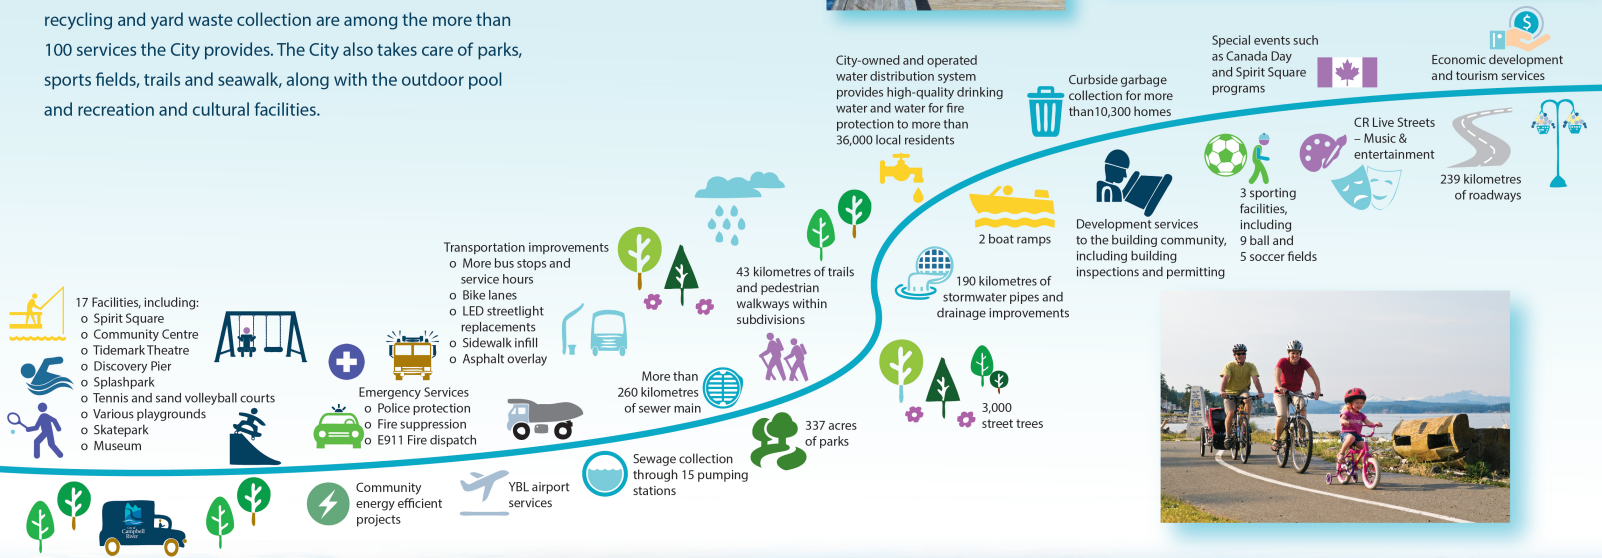 recycling and yard waste collection are among the more than
100 services the City provides. The City also takes care of parks,
sports fields, trails and seawalk, along with the outdoor pool
and recreation and cultural facilities.
17 Facilities, including:
o Spirit Square
o Community Centre
o Tidemark Theatre
o Discovery Pier
o Splashpark
o Tennis and sand volleyball courts
o Various playgrounds
o Skatepark
o Museum
City of
Campbell
River
Emergency Services
o Police protection
o Fire suppression
o E911 Fire dispatch
Community
energy efficient
projects
Transportation improvements
o More bus stops and
service hours
o Bike lanes
o LED streetlight
replacements
o Sidewalk infill
o Asphalt overlay
YBL airport
services
More than
260 kilometres
of sewer main
Sewage collection
through 15 pumping
stations
43 kilometres of trails
and pedestrian
walkways within
subdivisions
337 acres
of parks
City-owned and operated
water distribution system
provides high-quality drinking
water and water for fire
protection to more than
36,000 local residents
190 kilometres of
stormwater pipes and
drainage improvements
3,000
street trees
2 boat ramps
Curbside garbage
collection for more
than10,300 homes
Development services
to the building community,
including building
inspections and permitting
Special events such
as Canada Day
and Spirit Square
programs
3 sporting
facilities,
including
9 ball and
5 soccer fields
CR Live Streets
– Music &
entertainment
$
Economic development
and tourism services
239 kilometres
of roadways